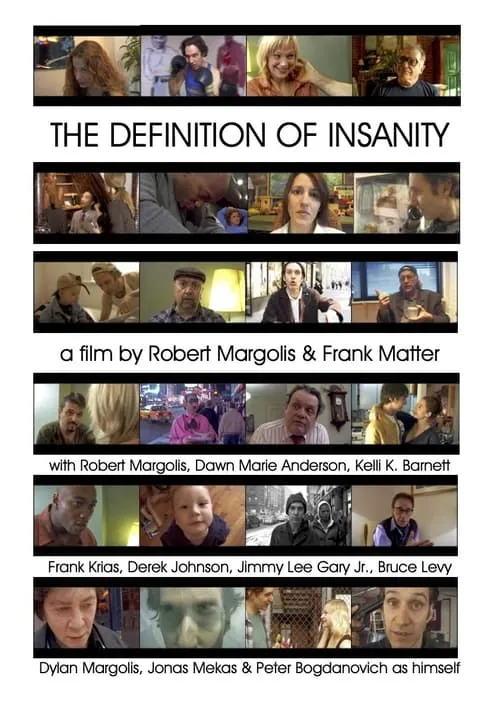 THE DEFINITION OF INSANITY
a film by Robert Margolis & Frank Matter
with Robert Margolis, Dawn Marie Anderson, Kelli K. Barnett
Frank Krias, Derek Johnson, Jimmy Lee Gary Jr., Bruce Levy
Dylan Margolis, Jonas Mekas & Peter Bogdanovich as himself